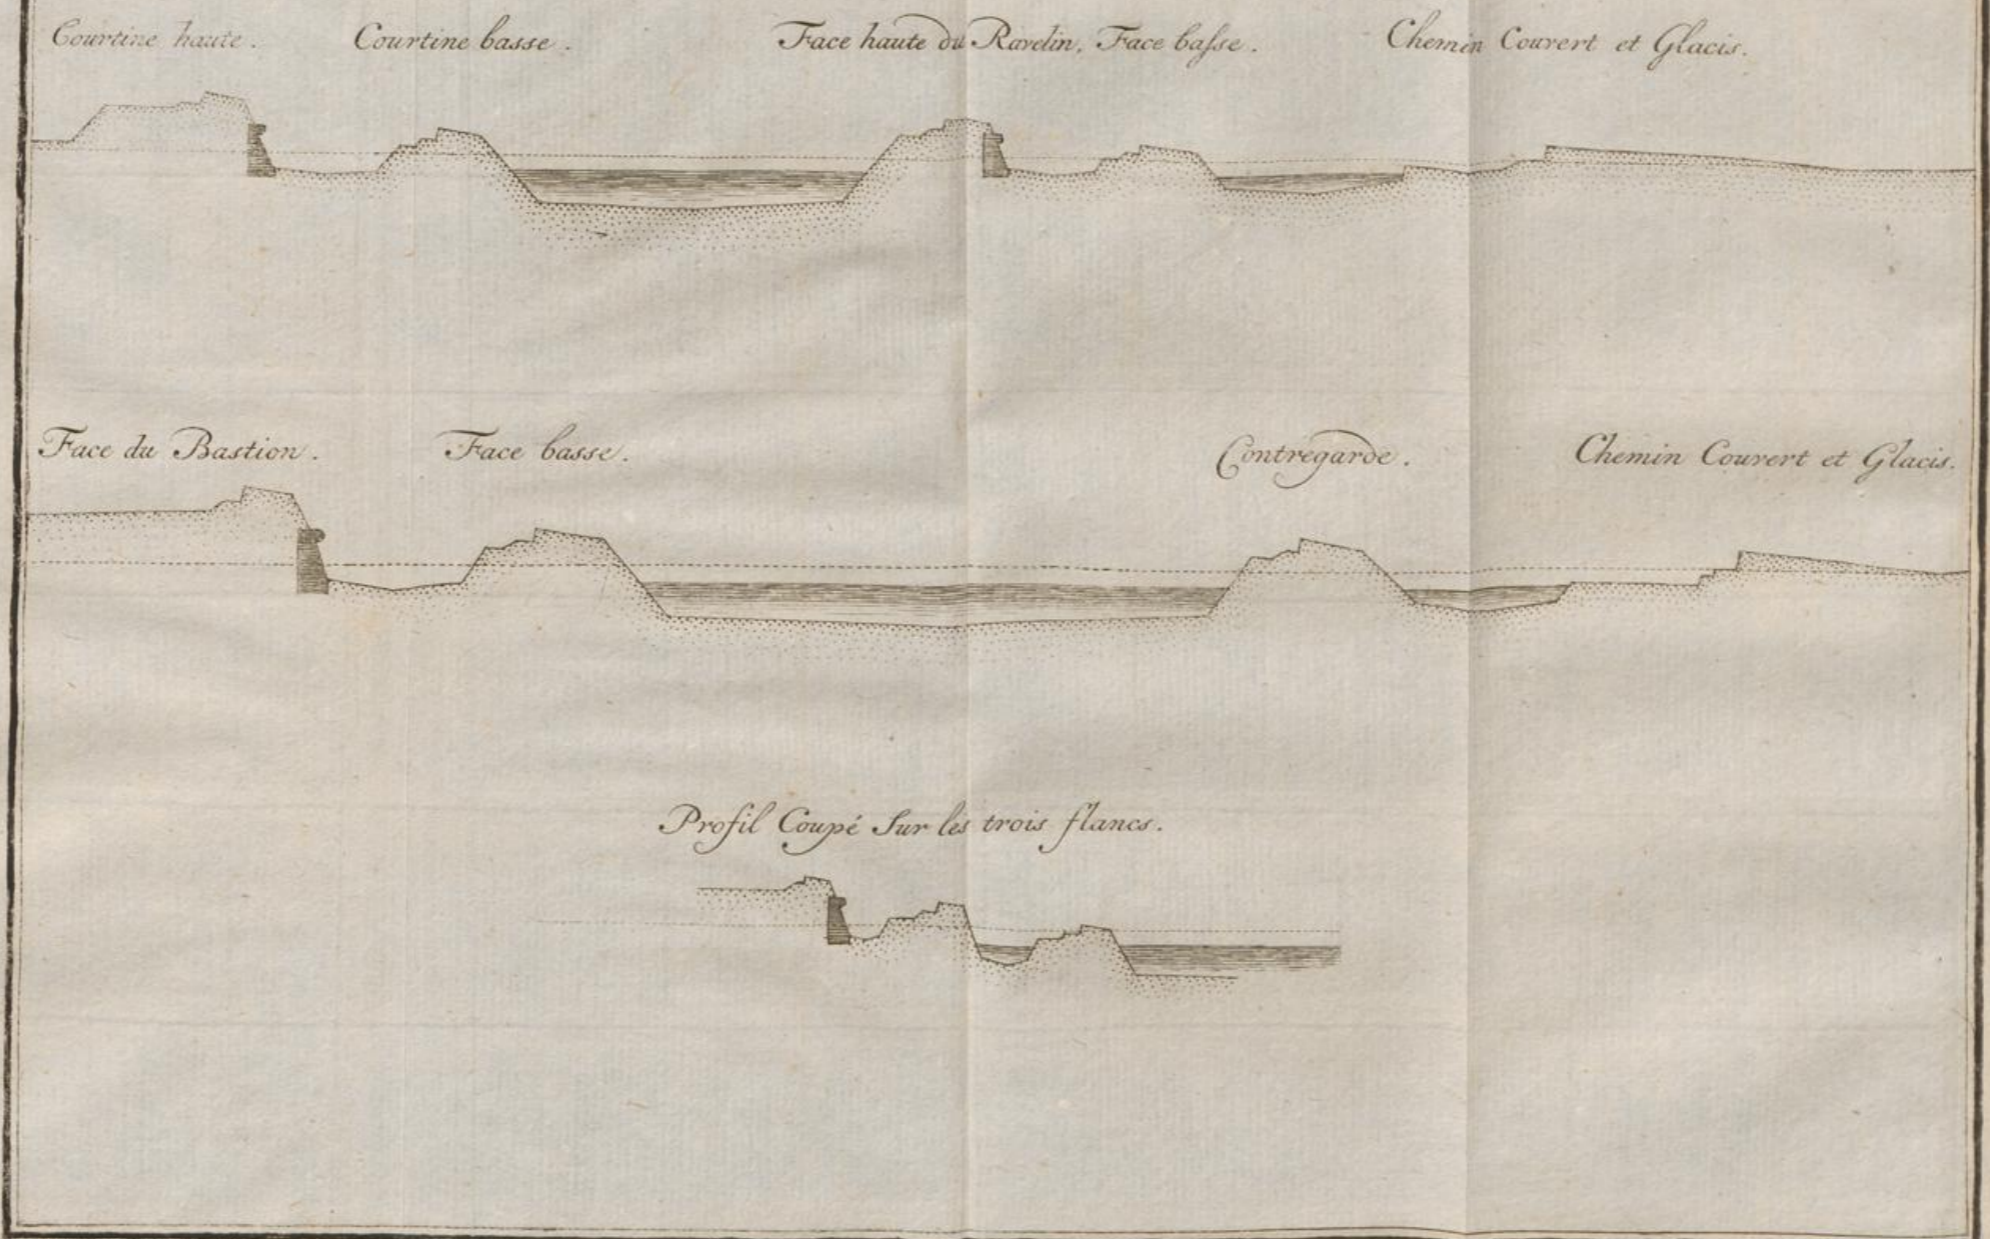 Courtine haute. Courtine basse. Face haute du Ravelin, Face baſse. Chemin Couvert et Glacis.
Face du Bastion. Face basse. Contregarde. Chemin Couvert et Glacis.
Profil Coupé Sur les trois flancs.